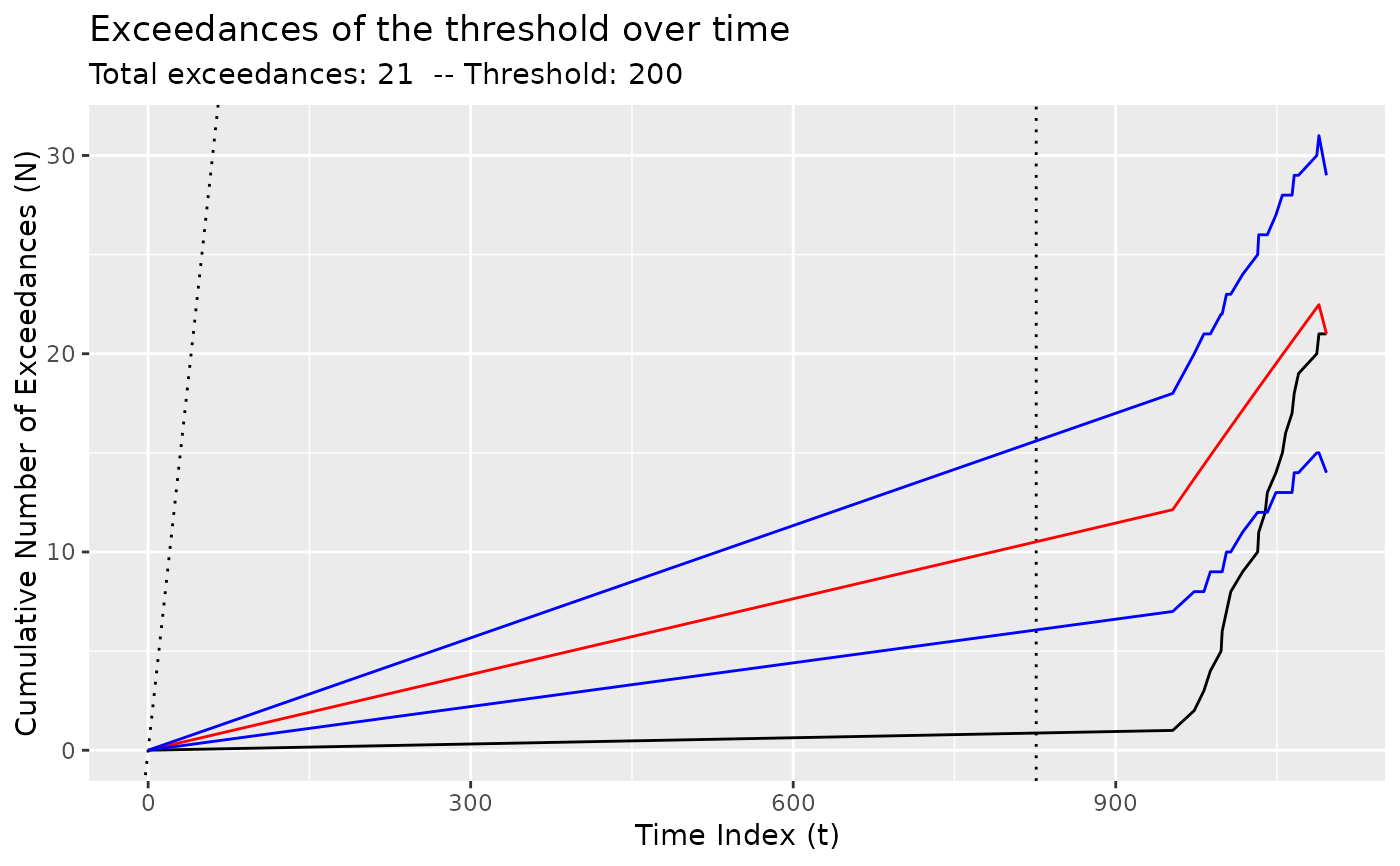 Exceedances of the threshold over time
Total exceedances: 21  -- Threshold: 200
Cumulative Number of Exceedances (N)
30
20
10
0
0 300 600 900
Time Index (t)